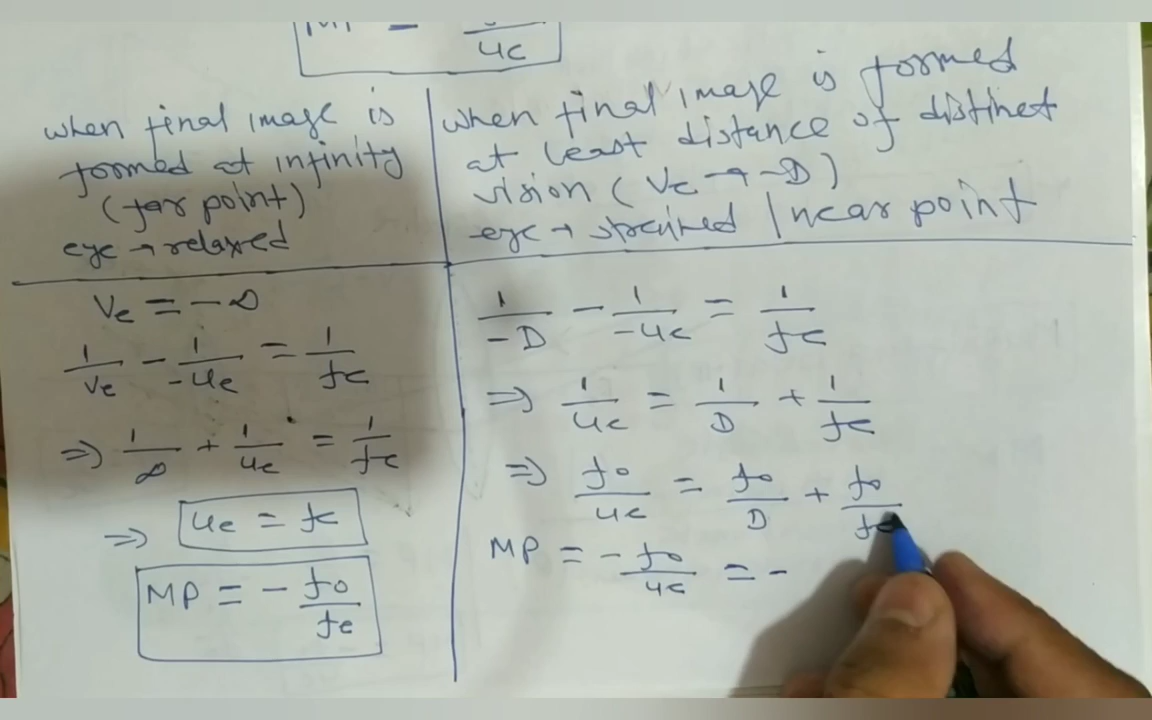 MP = - / ue
when final image is
formed at infinity
(far point)
eye → relaxed
ve = -∞
1/ve - 1/-ue = 1/fe
⇒ 1/∞ + 1/ue = 1/fe
⇒ ue = fe
MP = - fo/fe
when final image is formed
at least distance of distinct
vision (ve → -D)
eye → strained | near point
1/-D - 1/-ue = 1/fe
⇒ 1/ue = 1/D + 1/fe
⇒ fo/ue = fo/D + fo/fe
MP = - fo/ue = -